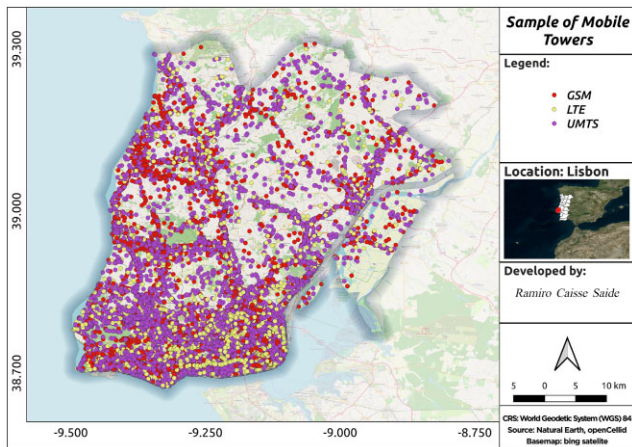 Sample of Mobile
Towers
Legend:
GSM
LTE
UMTS
Location: Lisbon
Developed by:
Ramiro Caisse Saide
5 0 5 10 km
CRS: World Geodetic System (WGS) 84
Source: Natural Earth, openCellid
Basemap: bing satellite
39.300
39.000
38.700
-9.500 -9.250 -9.000 -8.750